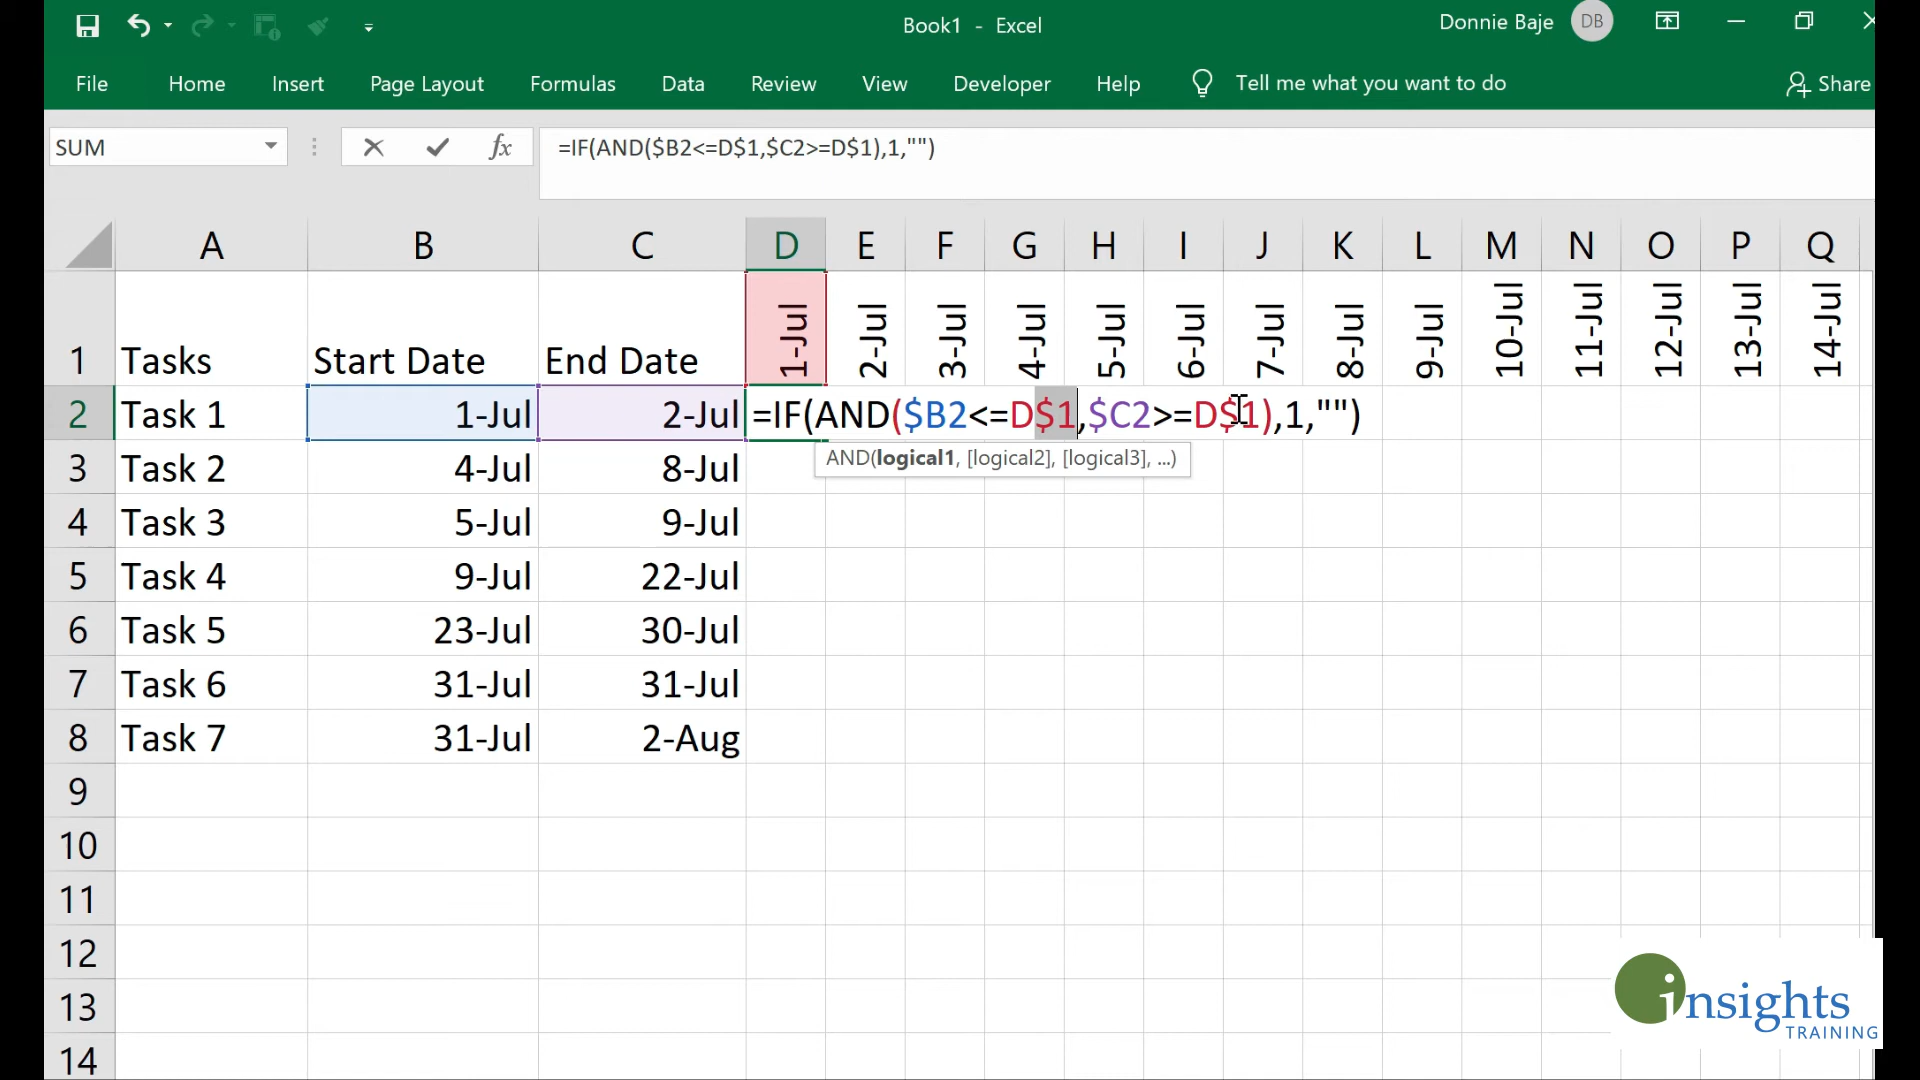 Book1 - Excel
Donnie Baje
DB
File Home Insert Page Layout Formulas Data Review View Developer Help Tell me what you want to do Share
SUM
fx
=IF(AND($B2<=D$1,$C2>=D$1),1,"")
A B C D E F G H I J K L M N O P Q
1 Tasks Start Date End Date 1-Jul 2-Jul 3-Jul 4-Jul 5-Jul 6-Jul 7-Jul 8-Jul 9-Jul 10-Jul 11-Jul 12-Jul 13-Jul 14-Jul
2 Task 1 1-Jul 2-Jul =IF(AND($B2<=D$1,$C2>=D$1),1,"")
AND(logical1, [logical2], [logical3], ...)
3 Task 2 4-Jul 8-Jul
4 Task 3 5-Jul 9-Jul
5 Task 4 9-Jul 22-Jul
6 Task 5 23-Jul 30-Jul
7 Task 6 31-Jul 31-Jul
8 Task 7 31-Jul 2-Aug
9
10
11
12
13
14
insights
TRAINING